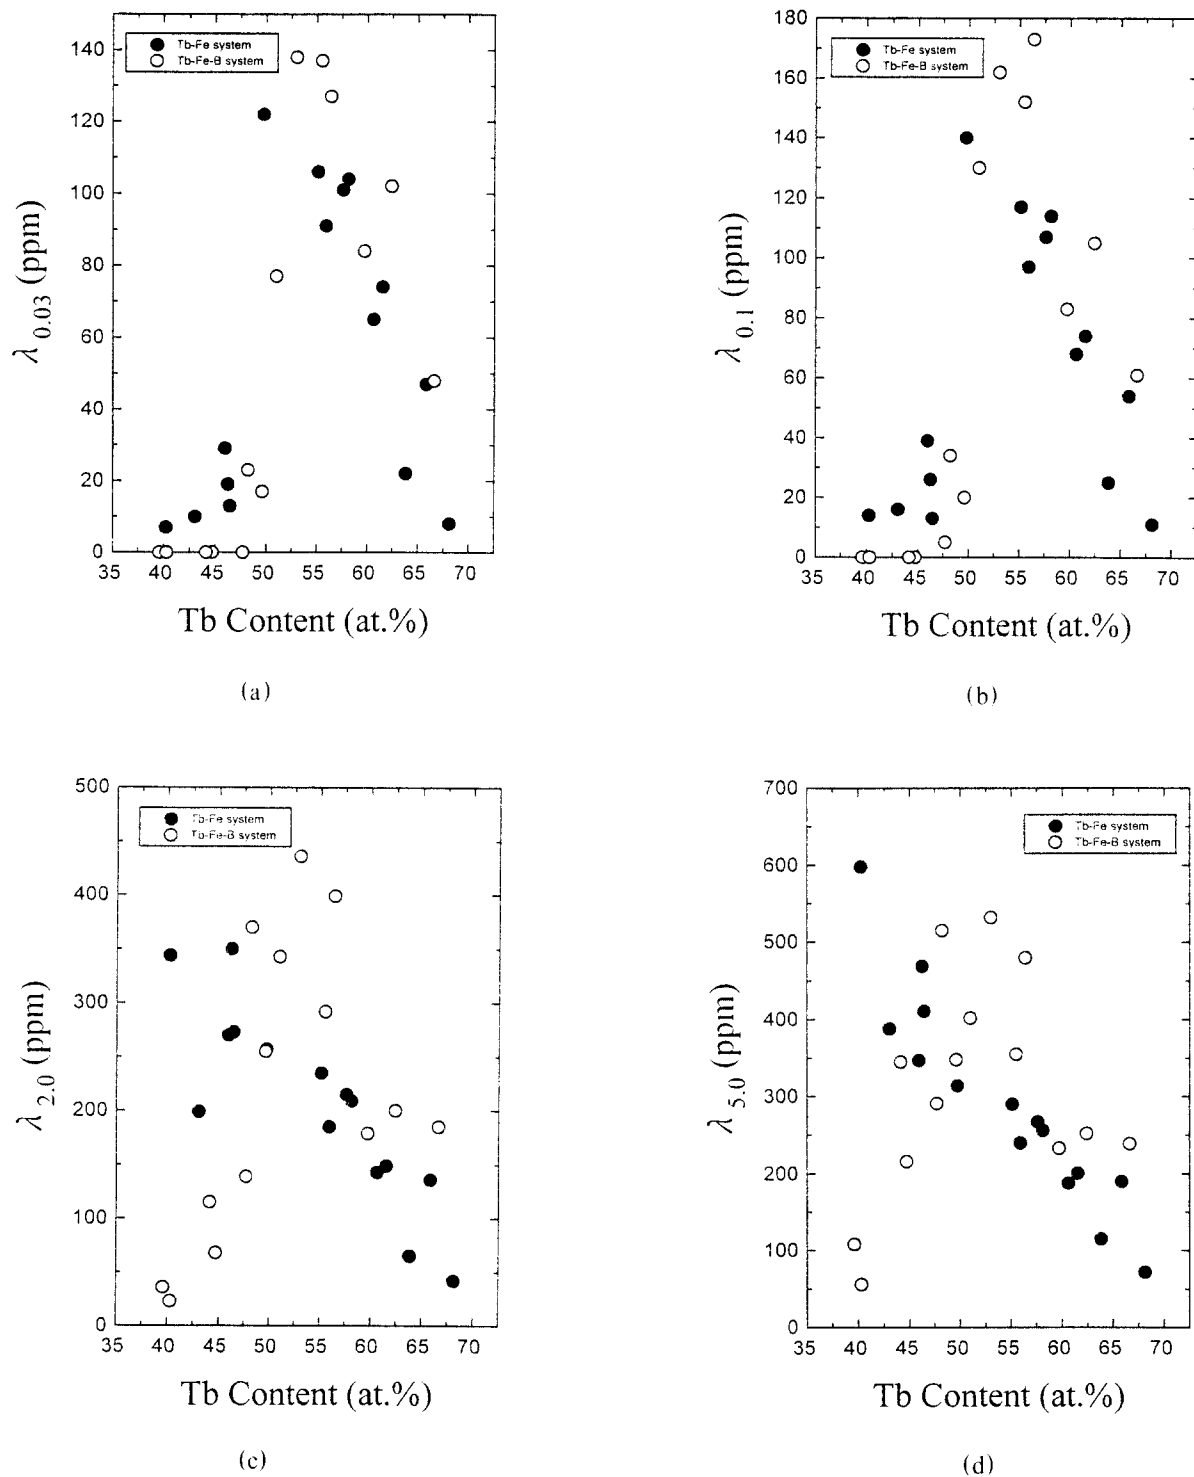 140
120
100
80
60
40
20
0
λ 0.03 (ppm)
Tb-Fe system
Tb-Fe-B system
35 40 45 50 55 60 65 70
Tb Content (at.%)
(a)
180
160
140
120
100
80
60
40
20
0
λ 0.1 (ppm)
Tb-Fe system
Tb-Fe-B system
35 40 45 50 55 60 65 70
Tb Content (at.%)
(b)
500
400
300
200
100
0
λ 2.0 (ppm)
Tb-Fe system
Tb-Fe-B system
35 40 45 50 55 60 65 70
Tb Content (at.%)
(c)
700
600
500
400
300
200
100
0
λ 5.0 (ppm)
Tb-Fe system
Tb-Fe-B system
35 40 45 50 55 60 65 70
Tb Content (at.%)
(d)